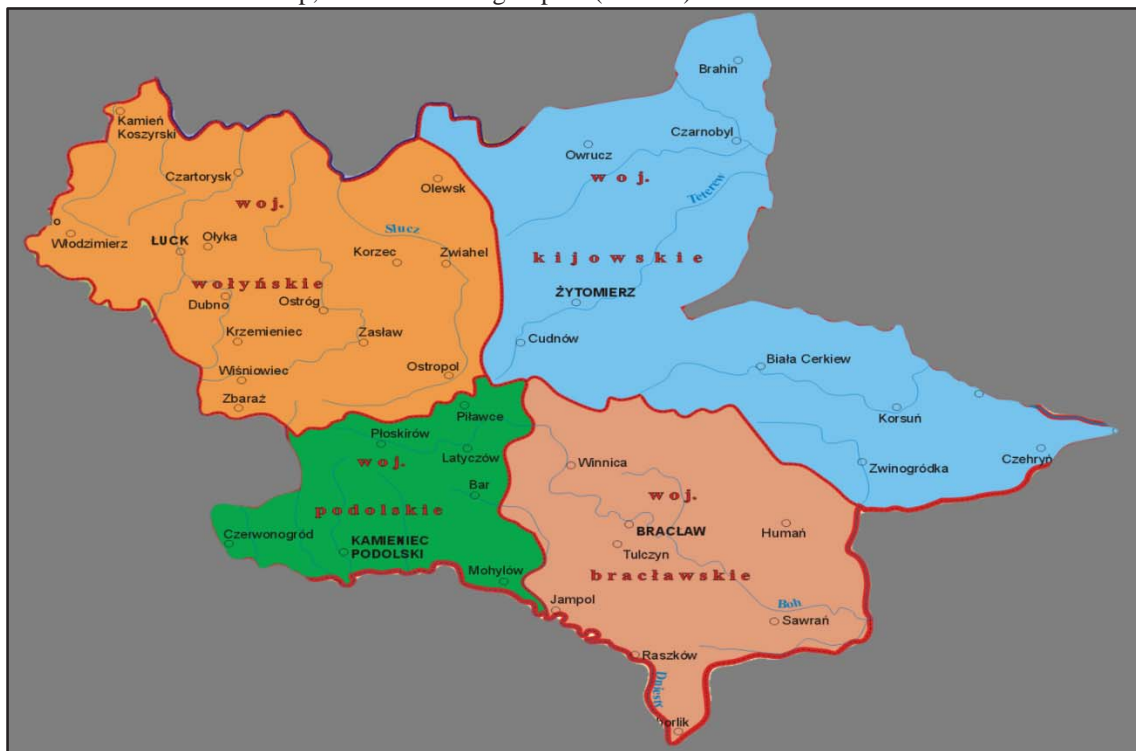 Brahin
Kamień
Koszyrski
Czarnobyl
Owrucz
Czartorysk
Olewsk
woj.
woj.
Teterew
Włodzimierz
ŁUCK
Ołyka
Słucz
Korzec
Zwiahel
kijowskie
wołyńskie
Dubno
Ostróg
ŻYTOMIERZ
Krzemieniec
Zasław
Cudnów
Wiśniowiec
Ostropol
Biała Cerkiew
Zbaraż
Piławce
Korsuń
Płoskirów
Latyczów
woj.
Winnica
Zwinogródka
Czehryń
Bar
woj.
podolskie
BRACLAW
Humań
Czerwonogród
KAMIENIEC
PODOLSKI
Tulczyn
Mohylów
bracławskie
Jampol
Boh
Sawrań
Raszków